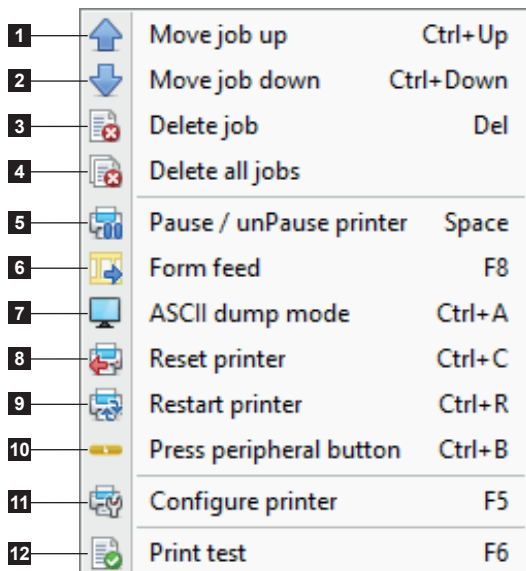 1 Move job up Ctrl+Up
2 Move job down Ctrl+Down
3 Delete job Del
4 Delete all jobs
5 Pause / unPause printer Space
6 Form feed F8
7 ASCII dump mode Ctrl+A
8 Reset printer Ctrl+C
9 Restart printer Ctrl+R
10 Press peripheral button Ctrl+B
11 Configure printer F5
12 Print test F6